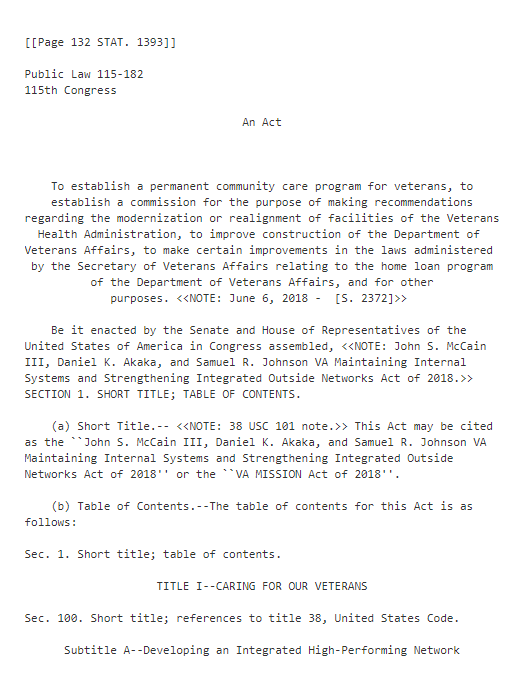 [[Page 132 STAT. 1393]]
Public Law 115-182
115th Congress
An Act
To establish a permanent community care program for veterans, to
establish a commission for the purpose of making recommendations
regarding the modernization or realignment of facilities of the Veterans
Health Administration, to improve construction of the Department of
Veterans Affairs, to make certain improvements in the laws administered
by the Secretary of Veterans Affairs relating to the home loan program
of the Department of Veterans Affairs, and for other
purposes. <<NOTE: June 6, 2018 -  [S. 2372]>>
Be it enacted by the Senate and House of Representatives of the
United States of America in Congress assembled, <<NOTE: John S. McCain
III, Daniel K. Akaka, and Samuel R. Johnson VA Maintaining Internal
Systems and Strengthening Integrated Outside Networks Act of 2018.>>
SECTION 1. SHORT TITLE; TABLE OF CONTENTS.
(a) Short Title.-- <<NOTE: 38 USC 101 note.>> This Act may be cited
as the ``John S. McCain III, Daniel K. Akaka, and Samuel R. Johnson VA
Maintaining Internal Systems and Strengthening Integrated Outside
Networks Act of 2018'' or the ``VA MISSION Act of 2018''.
(b) Table of Contents.--The table of contents for this Act is as
follows:
Sec. 1. Short title; table of contents.
TITLE I--CARING FOR OUR VETERANS
Sec. 100. Short title; references to title 38, United States Code.
Subtitle A--Developing an Integrated High-Performing Network